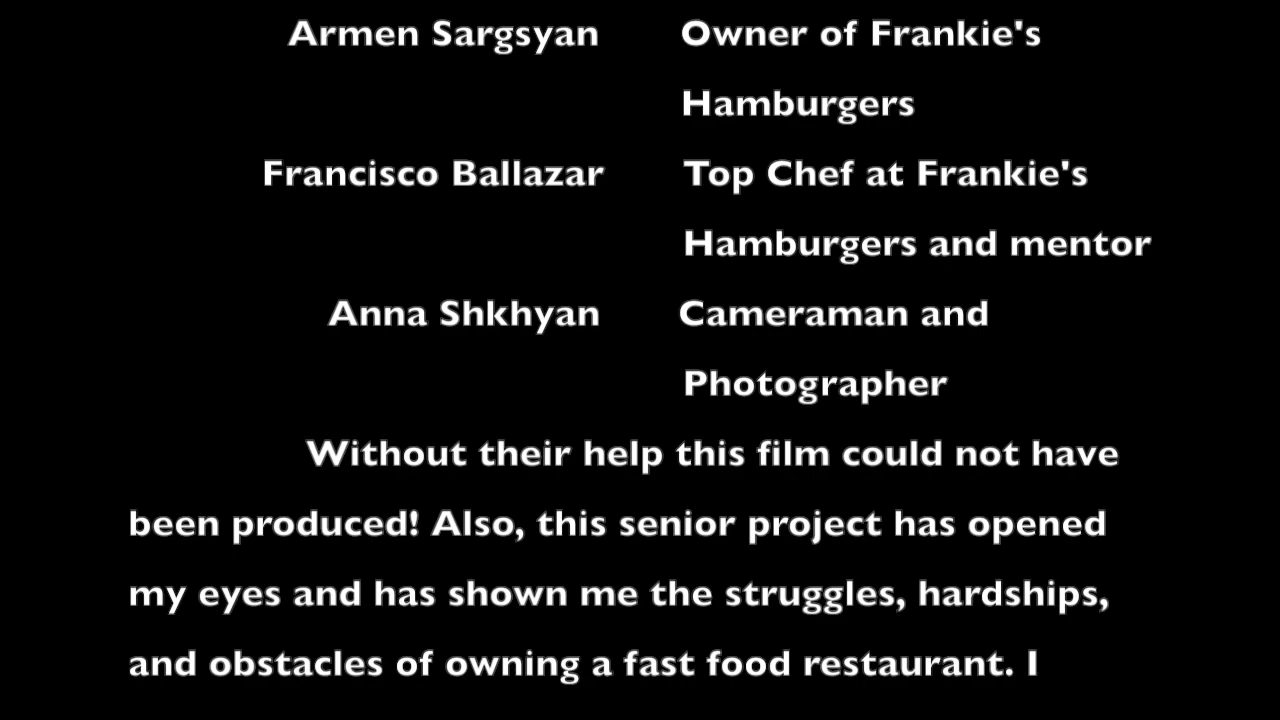 Armen Sargsyan Owner of Frankie's
Hamburgers
Francisco Ballazar Top Chef at Frankie's
Hamburgers and mentor
Anna Shkhyan Cameraman and
Photographer
Without their help this film could not have
been produced! Also, this senior project has opened
my eyes and has shown me the struggles, hardships,
and obstacles of owning a fast food restaurant. I